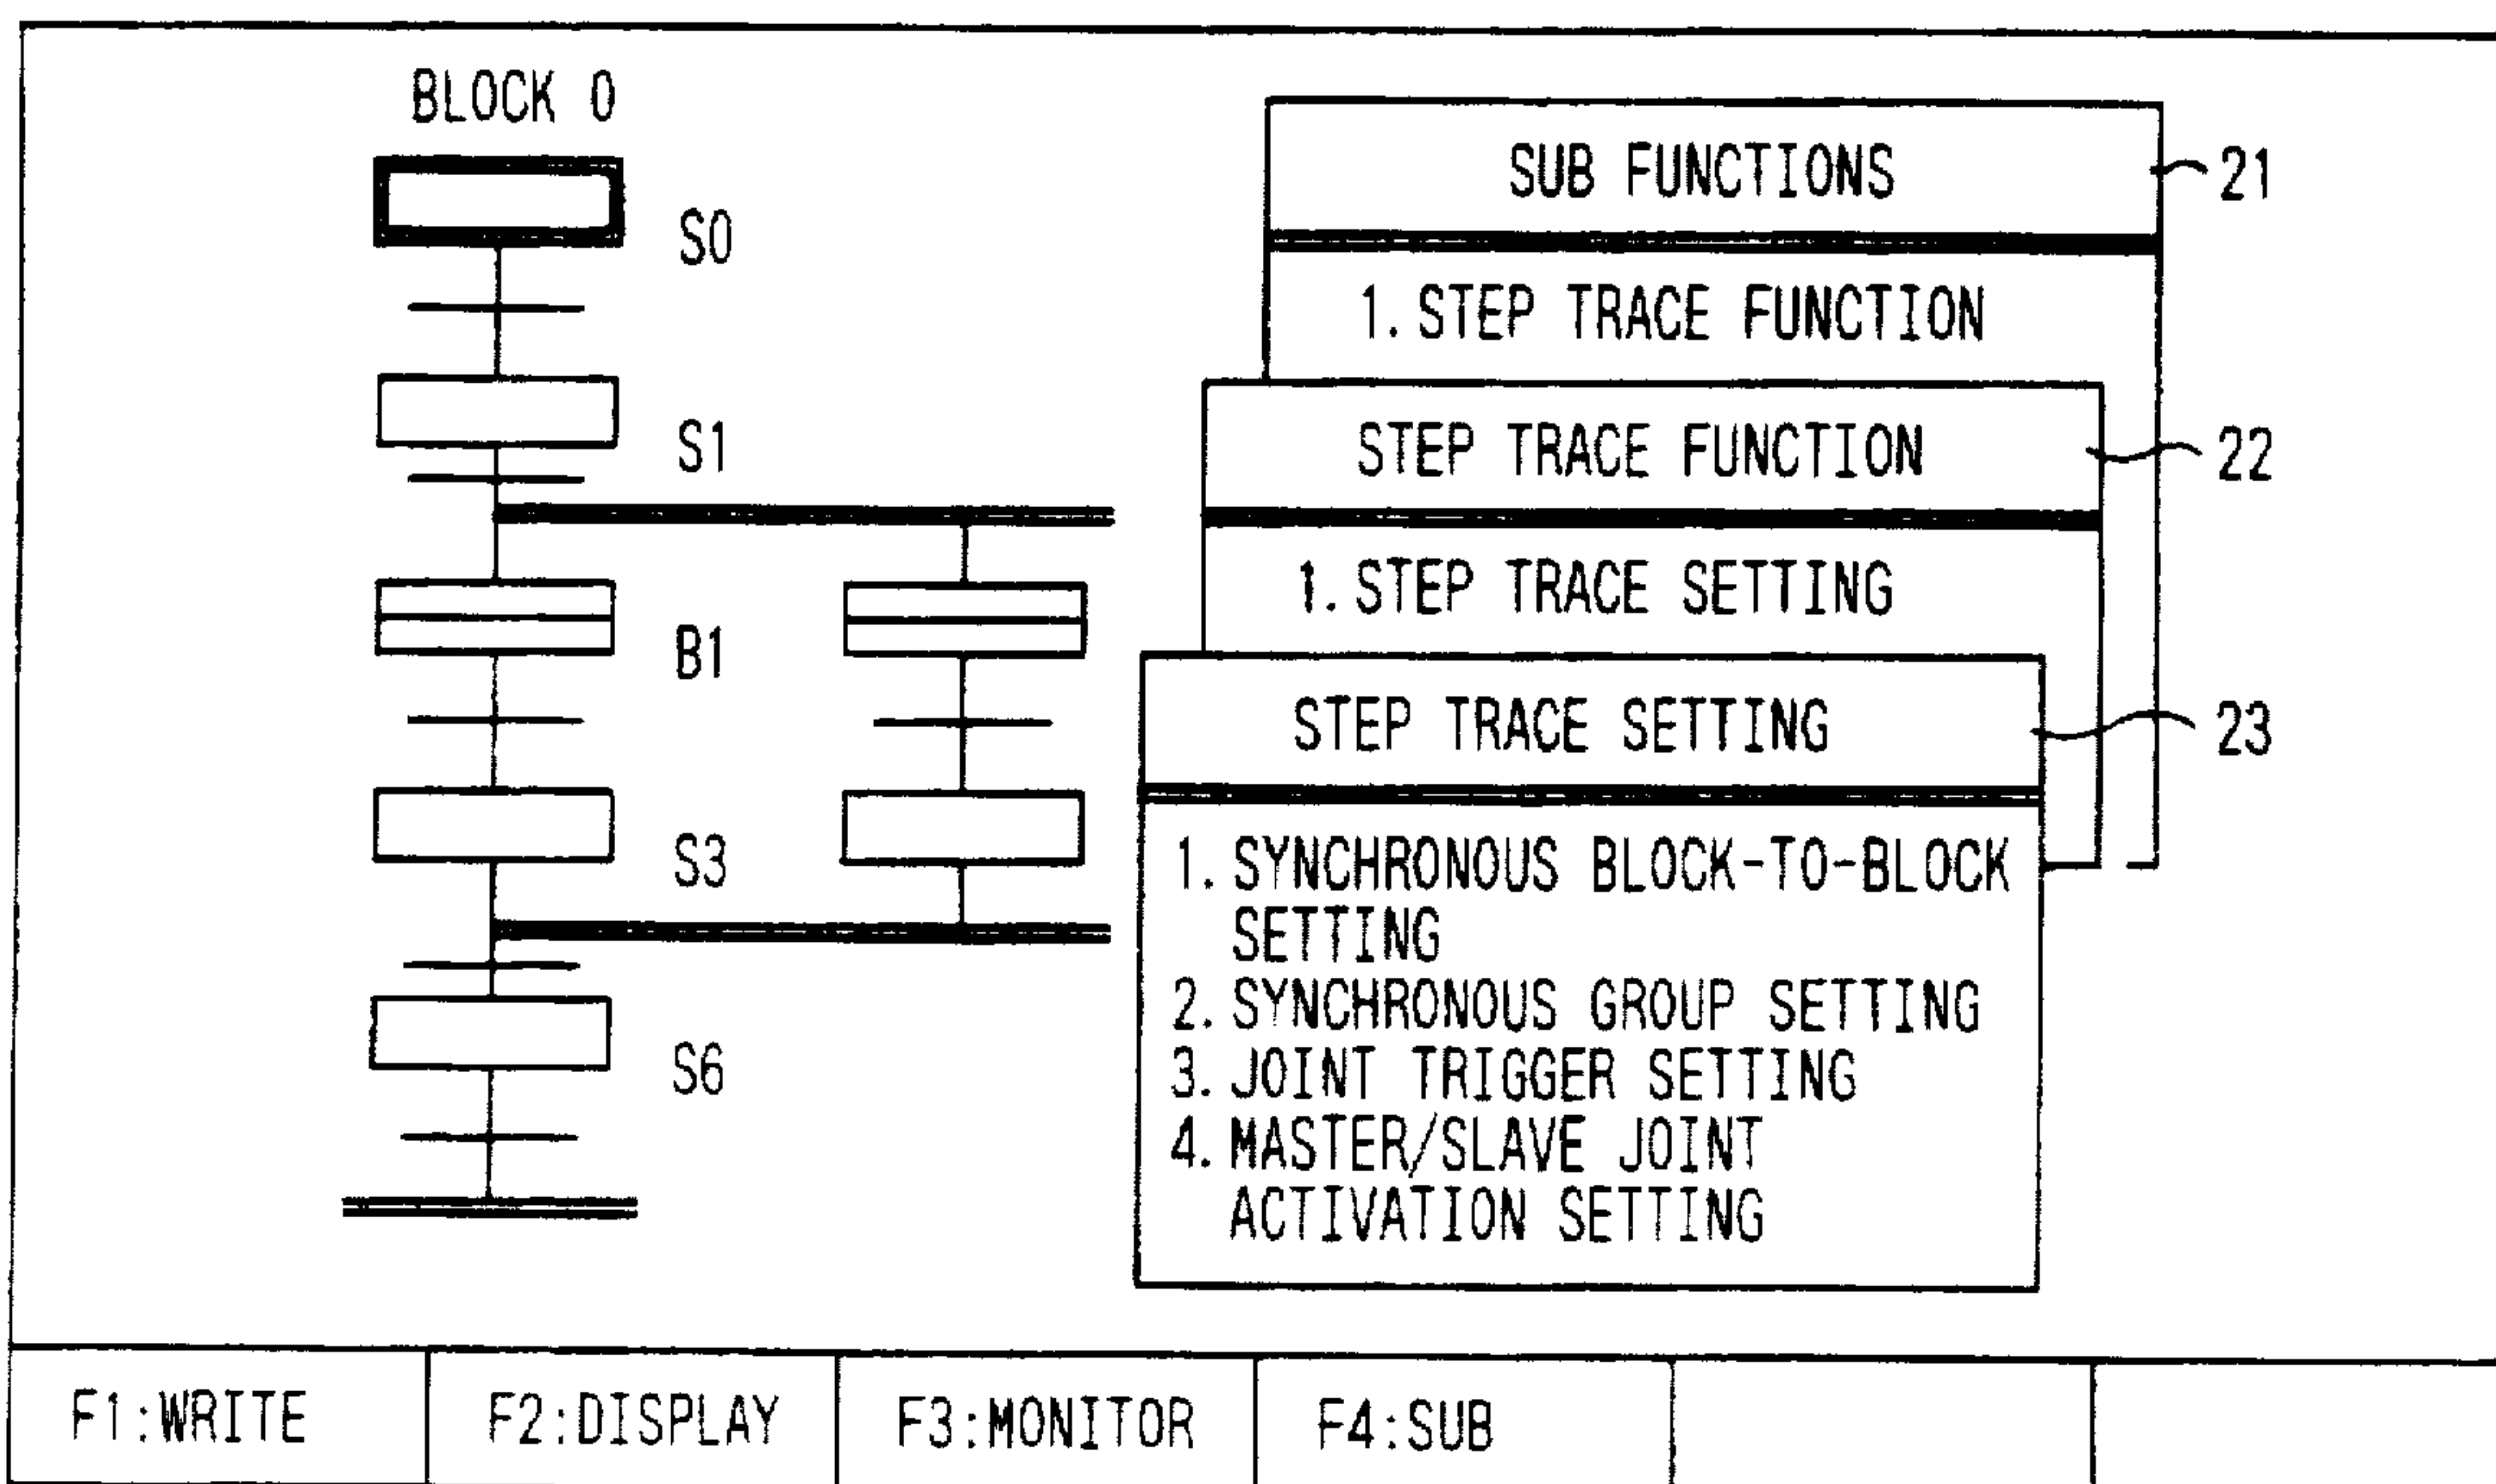 BLOCK 0
S0
S1
B1
S3
S6
SUB FUNCTIONS
21
1. STEP TRACE FUNCTION
STEP TRACE FUNCTION
22
1. STEP TRACE SETTING
STEP TRACE SETTING
23
1. SYNCHRONOUS BLOCK-TO-BLOCK
SETTING
2. SYNCHRONOUS GROUP SETTING
3. JOINT TRIGGER SETTING
4. MASTER/SLAVE JOINT
ACTIVATION SETTING
F1:WRITE
F2:DISPLAY
F3:MONITOR
F4:SUB